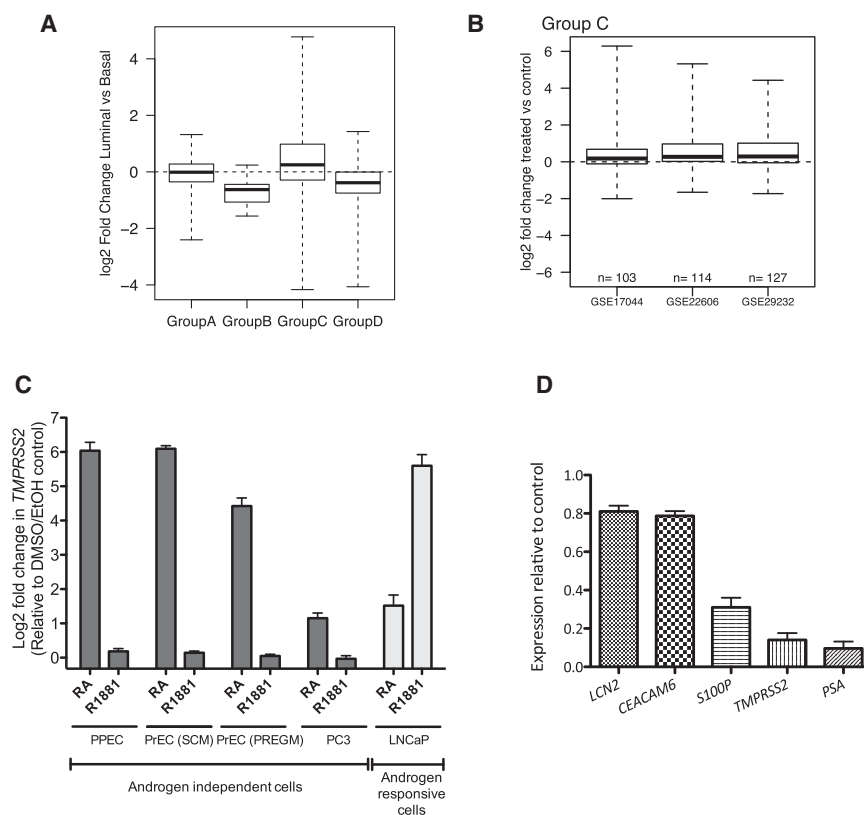 A
log2 Fold Change Luminal vs Basal
4
2
0
−2
−4
GroupA GroupB GroupC GroupD
B
Group C
log2 fold change treated vs control
6
4
2
0
−2
−4
−6
n= 103 n= 114 n= 127
GSE17044 GSE22606 GSE29232
C
Log2 fold change in TMPRSS2
(Relative to DMSO/EtOH control)
7
6
5
4
3
2
1
0
RA R1881 RA R1881 RA R1881 RA R1881 RA R1881
PPEC PrEC (SCM) PrEC (PREGM) PC3 LNCaP
Androgen independent cells
Androgen
responsive
cells
D
Expression relative to control
1.0
0.8
0.6
0.4
0.2
0.0
LCN2 CEACAM6 S100P TMPRSS2 PSA